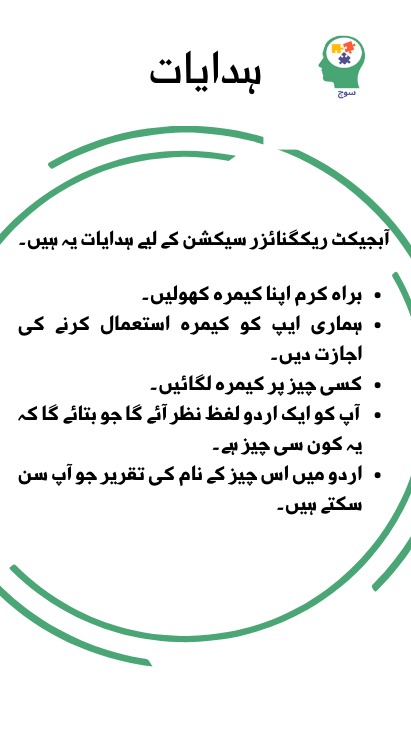 ہدایات
سوچ
آبجیکٹ ریکگنائزر سیکشن کے لیے ہدایات یہ ہیں۔
• براہ کرم اپنا کیمرہ کھولیں۔
• ہماری ایپ کو کیمرہ استعمال کرنے کی
اجازت دیں۔
• کسی چیز پر کیمرہ لگائیں۔
• آپ کو ایک اردو لفظ نظر آئے گا جو بتائے گا کہ
یہ کون سی چیز ہے۔
• اردو میں اس چیز کے نام کی تقریر جو آپ سن
سکتے ہیں۔